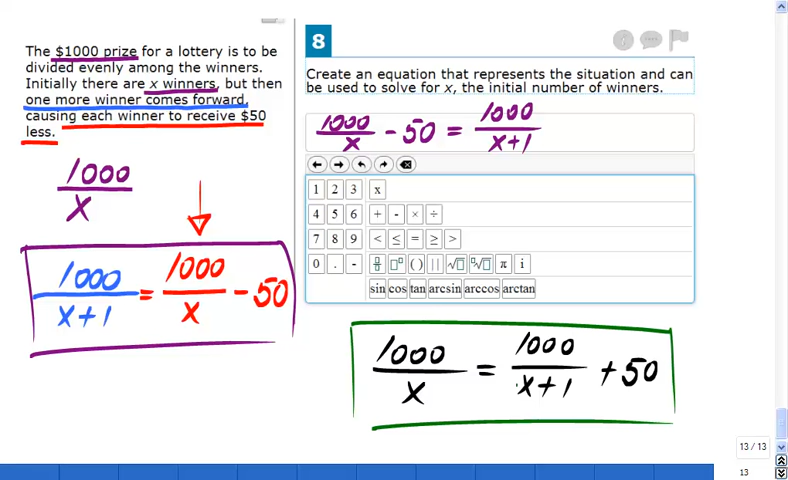 The $1000 prize for a lottery is to be
divided evenly among the winners.
Initially there are x winners, but then
one more winner comes forward,
causing each winner to receive $50
less.
1000/x
1000/x+1 = 1000/x - 50
8
Create an equation that represents the situation and can
be used to solve for x, the initial number of winners.
1000/x - 50 = 1000/x+1
1 2 3 x
4 5 6 + - × ÷
7 8 9 < ≤ = ≥ >
0 . - ( ) | | √ √ π i
sin cos tan arcsin arccos arctan
1000/x = 1000/x+1 + 50
13 / 13
13